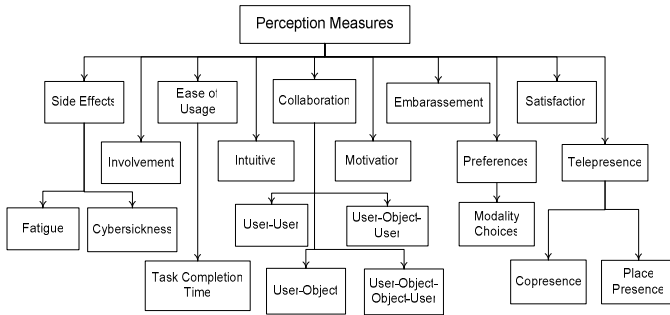 Perception Measures
Side Effects
Ease of
Usage
Collaboration
Embarassement
Satisfaction
Involvement
Intuitive
Motivation
Preferences
Telepresence
Fatigue
Cybersickness
User-User
User-Object-
User
Modality
Choices
Task Completion
Time
User-Object
User-Object-
Object-User
Copresence
Place
Presence